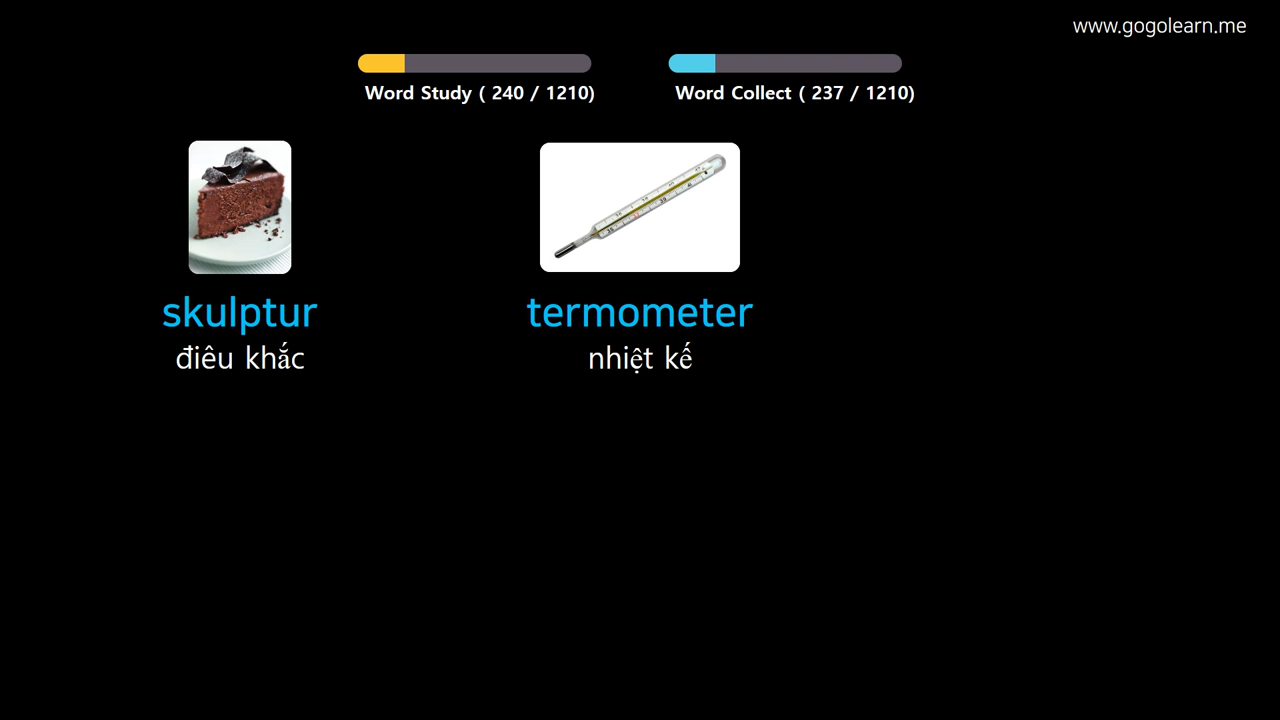 www.gogolearn.me
Word Study ( 240 / 1210)
Word Collect ( 237 / 1210)
skulptur
điêu khắc
termometer
nhiệt kế